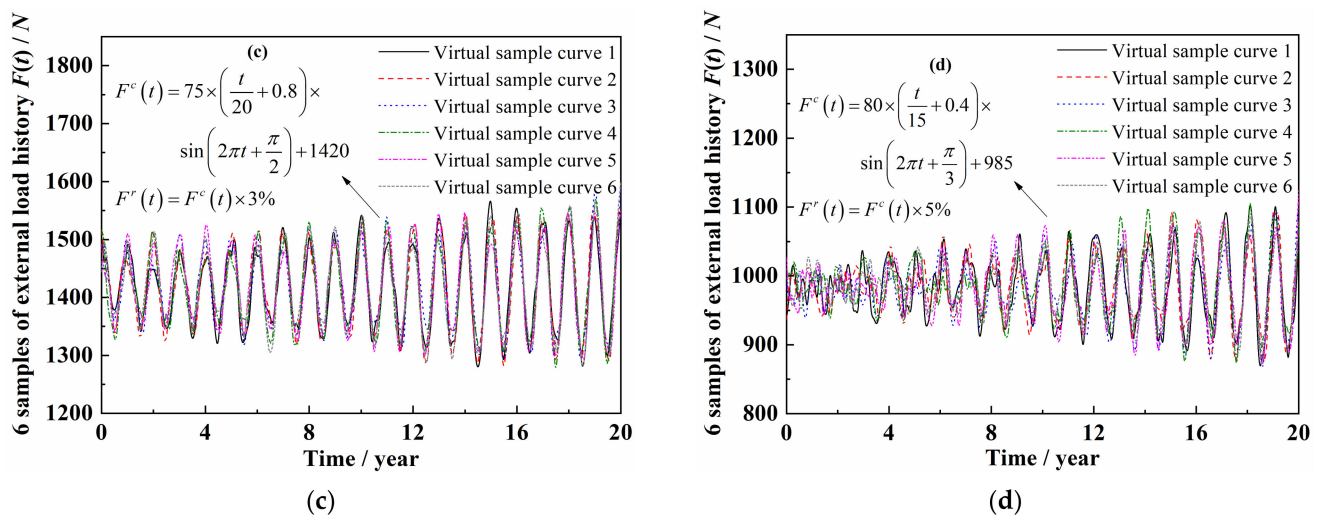 6 samples of external load history F(t) / N
1800
1700
1600
1500
1400
1300
1200
(c)
F^c(t) = 75×(t/20 + 0.8)×
sin(2πt + π/2) + 1420
F^r(t) = F^c(t)×3%
Virtual sample curve 1
Virtual sample curve 2
Virtual sample curve 3
Virtual sample curve 4
Virtual sample curve 5
Virtual sample curve 6
0 4 8 12 16 20
Time / year
(c)
6 samples of external load history F(t) / N
1300
1200
1100
1000
900
800
(d)
F^c(t) = 80×(t/15 + 0.4)×
sin(2πt + π/3) + 985
F^r(t) = F^c(t)×5%
Virtual sample curve 1
Virtual sample curve 2
Virtual sample curve 3
Virtual sample curve 4
Virtual sample curve 5
Virtual sample curve 6
0 4 8 12 16 20
Time / year
(d)